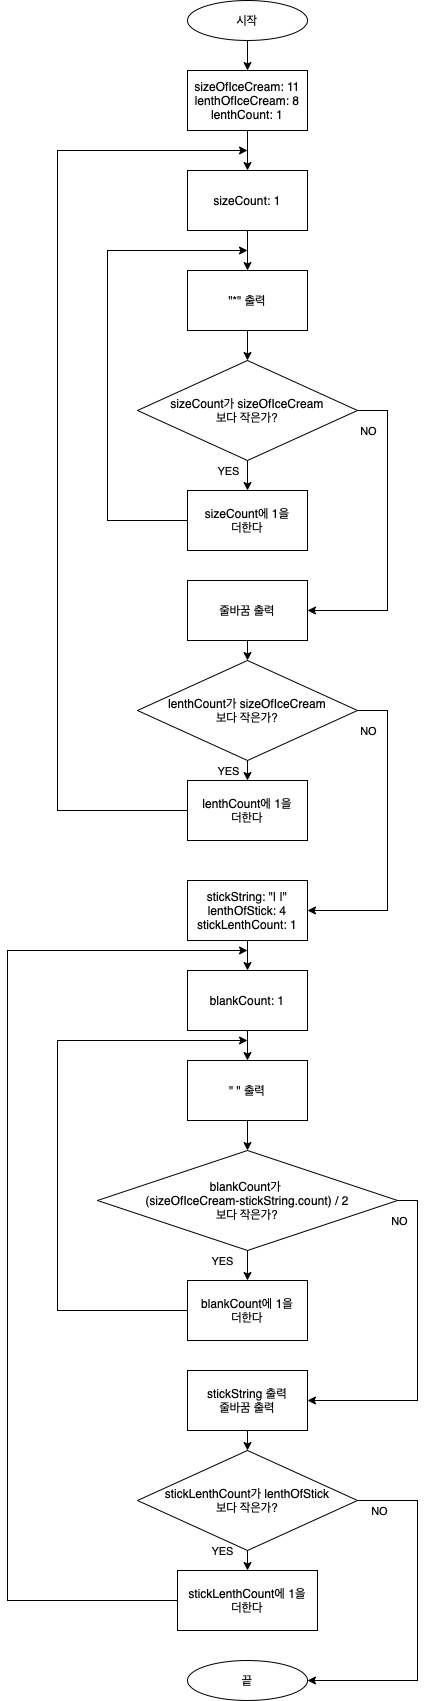 시작
sizeOfIceCream: 11
lenthOfIceCream: 8
lenthCount: 1
sizeCount: 1
"*" 출력
sizeCount가 sizeOfIceCream
보다 작은가?
NO
YES
sizeCount에 1을
더한다
줄바꿈 출력
lenthCount가 sizeOfIceCream
보다 작은가?
NO
YES
lenthCount에 1을
더한다
stickString: "| |"
lenthOfStick: 4
stickLenthCount: 1
blankCount: 1
" " 출력
blankCount가
(sizeOfIceCream-stickString.count) / 2
보다 작은가?
NO
YES
blankCount에 1을
더한다
stickString 출력
줄바꿈 출력
stickLenthCount가 lenthOfStick
보다 작은가?
NO
YES
stickLenthCount에 1을
더한다
끝